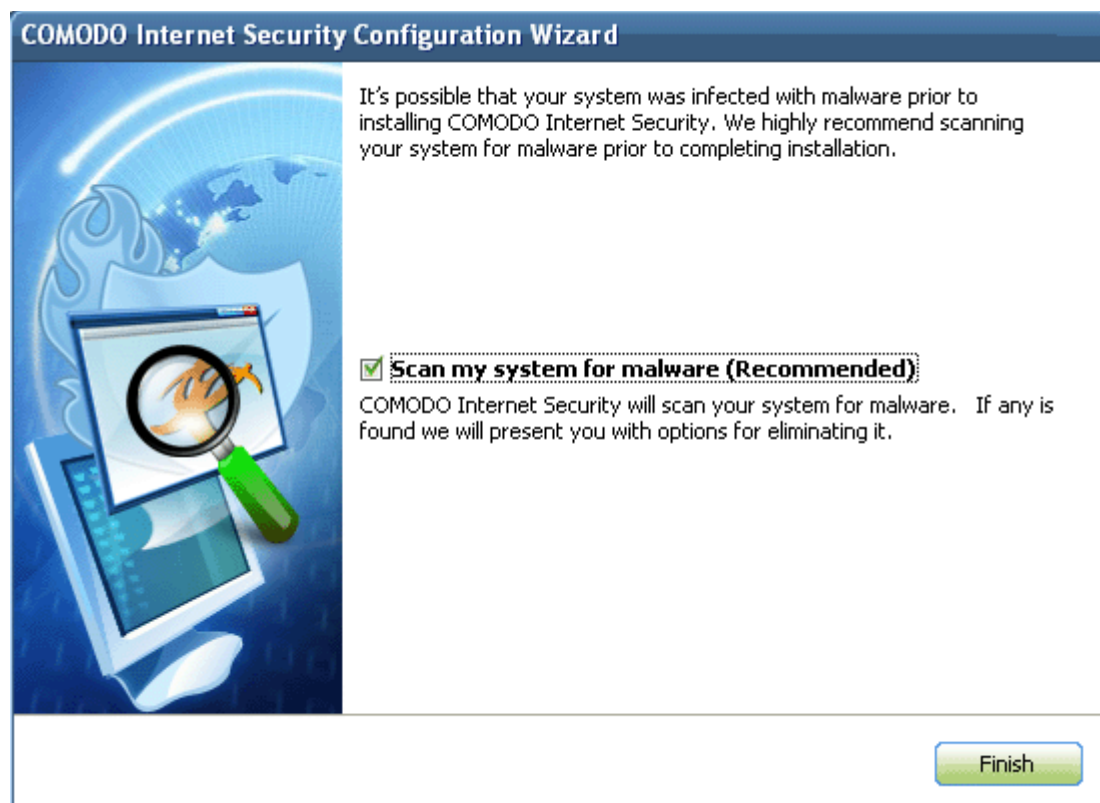 COMODO Internet Security Configuration Wizard
It's possible that your system was infected with malware prior to
installing COMODO Internet Security. We highly recommend scanning
your system for malware prior to completing installation.
Scan my system for malware (Recommended)
COMODO Internet Security will scan your system for malware.   If any is
found we will present you with options for eliminating it.
Finish